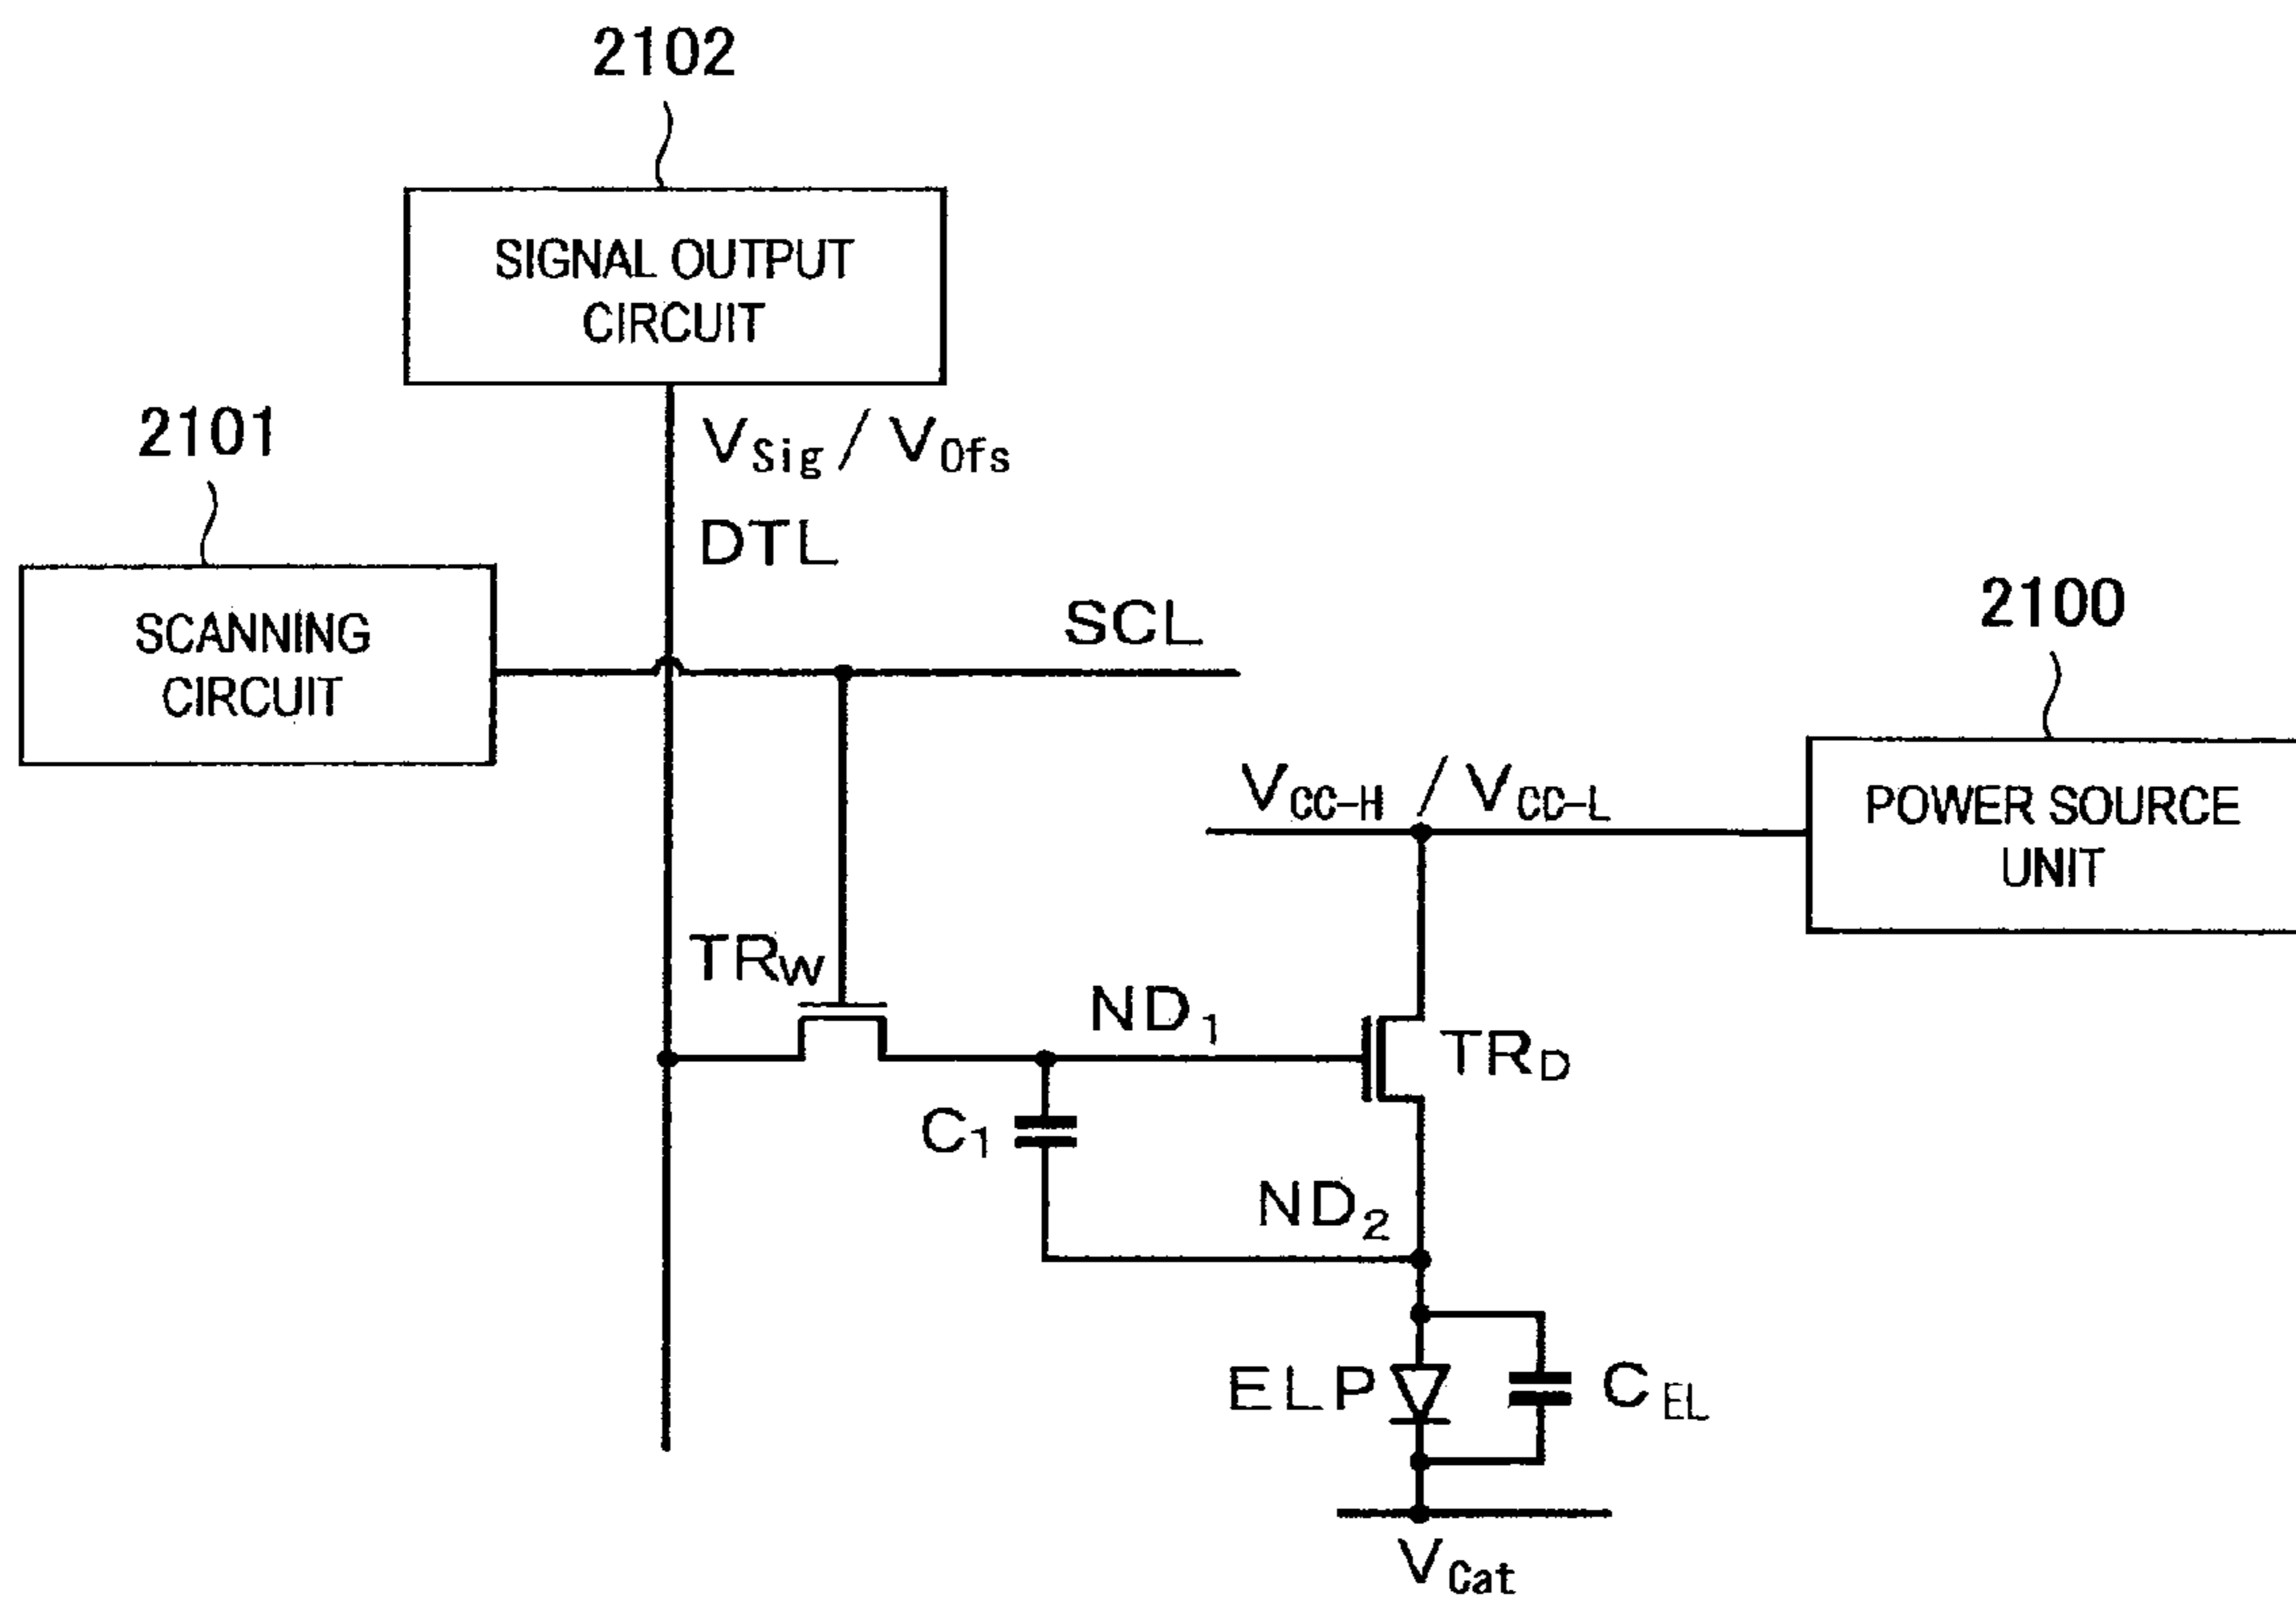 2102
SIGNAL OUTPUT
CIRCUIT
2101
VSig / VOfs
DTL
SCANNING
CIRCUIT
SCL
2100
VCC-H / VCC-L
POWER SOURCE
UNIT
TRW
ND1
TRD
C1
ND2
ELP
CEL
VCat